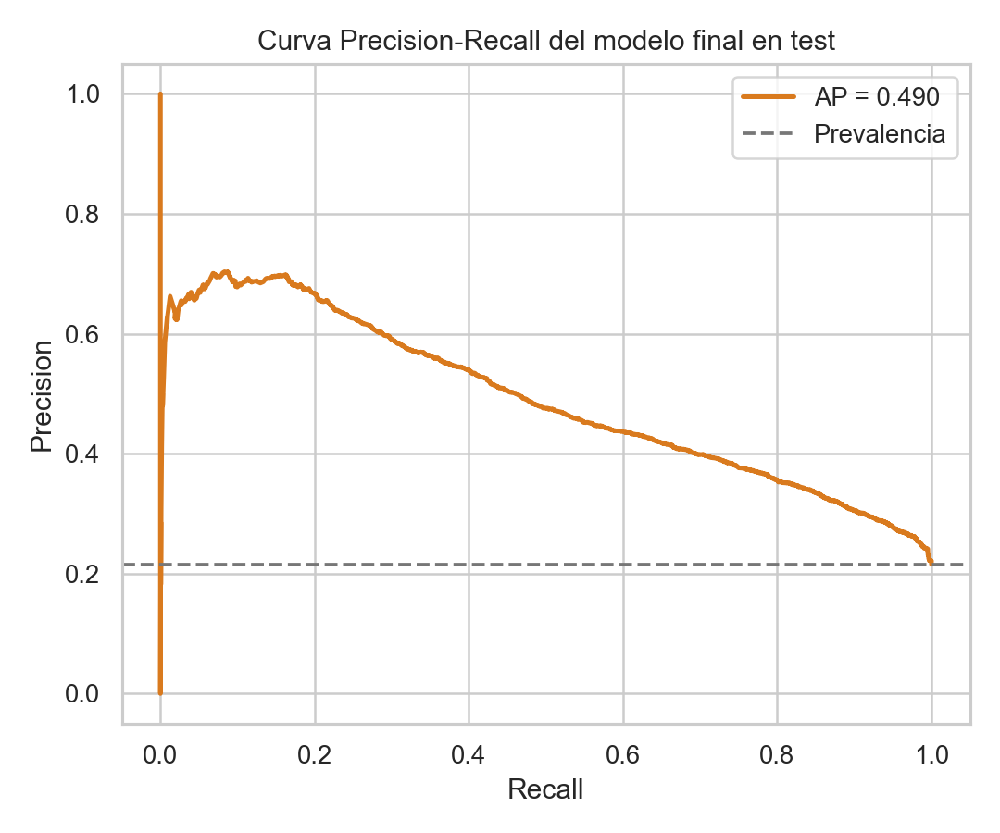 Curva Precision-Recall del modelo final en test
AP = 0.490
Prevalencia
Precision
1.0
0.8
0.6
0.4
0.2
0.0
0.0 0.2 0.4 0.6 0.8 1.0
Recall